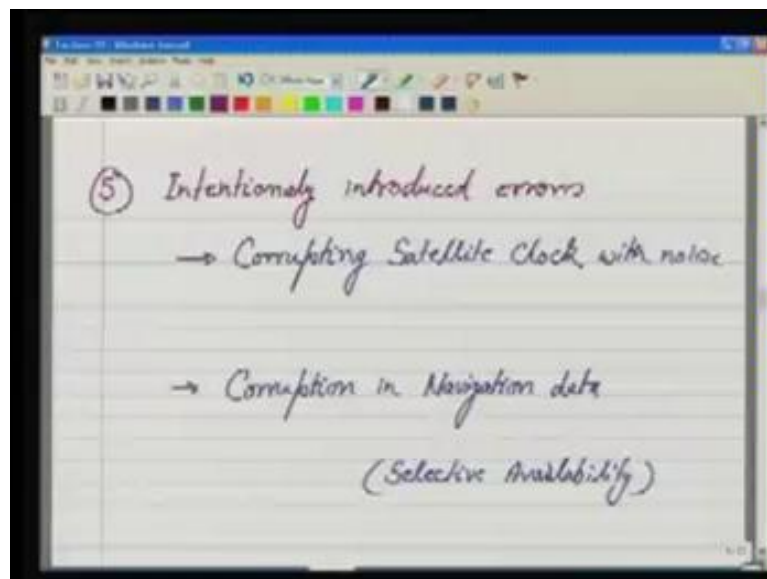 (5) Intentionaly introduced errors
→ Corrupting Satellite Clock with noise
→ Corruption in Navigation data
(Selective Availability)